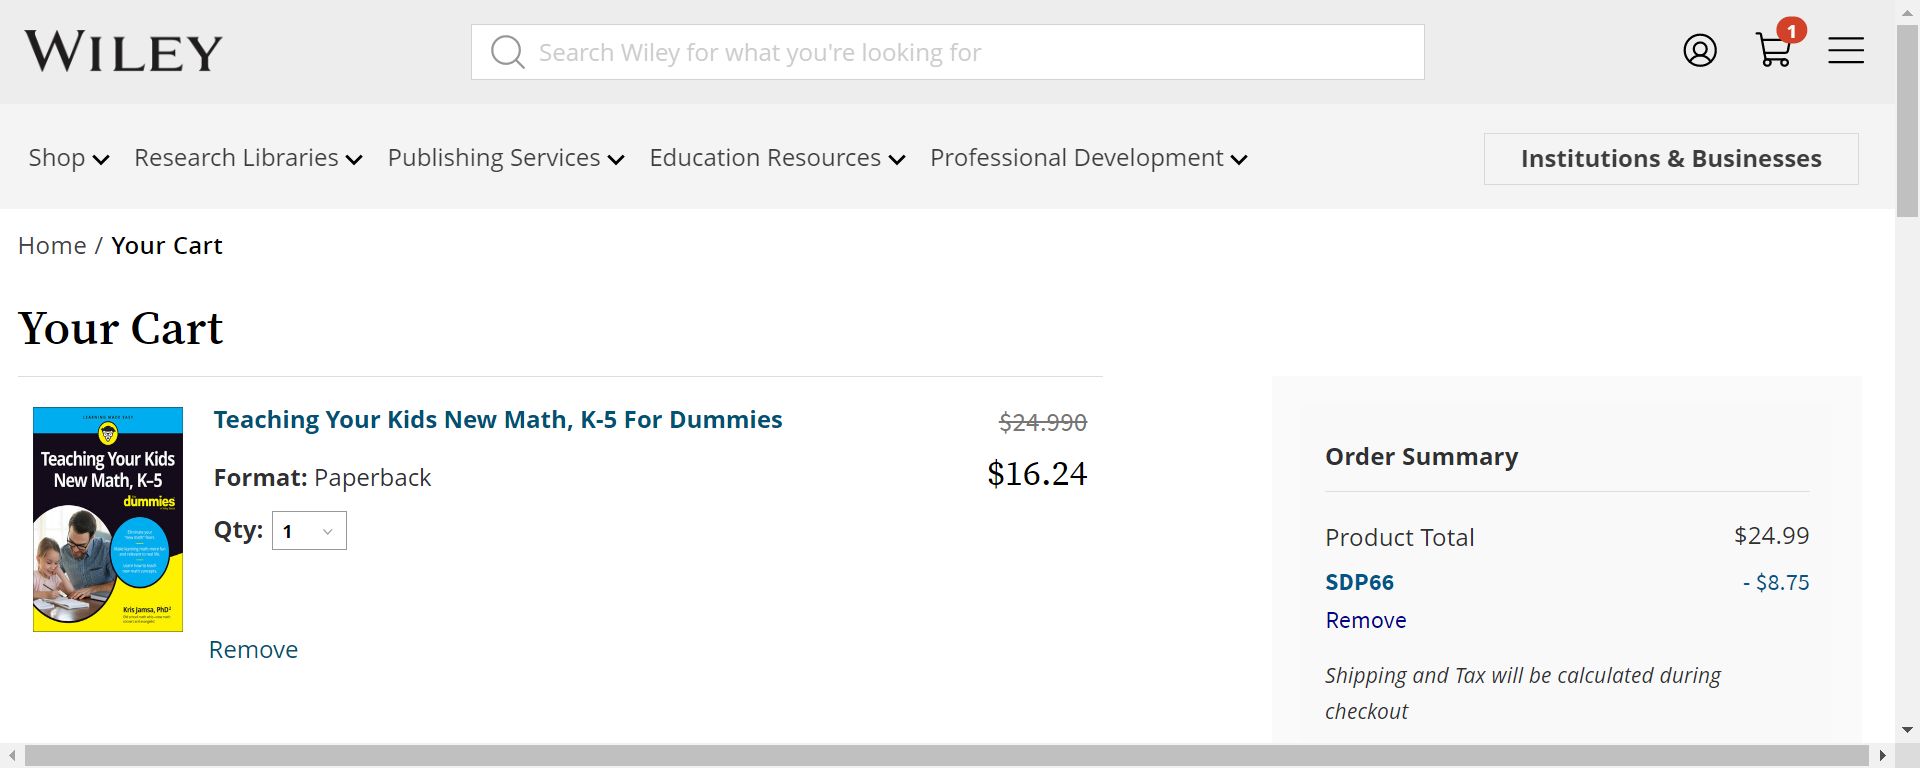 WILEY
Search Wiley for what you're looking for
1
Shop Research Libraries Publishing Services Education Resources Professional Development
Institutions & Businesses
Home / Your Cart
Your Cart
LEARNING MADE EASY
Teaching Your Kids
New Math, K-5
dummies
Kris Jamsa, PhD²
Teaching Your Kids New Math, K-5 For Dummies
$24.990
Format: Paperback
$16.24
Qty: 1
Remove
Order Summary
Product Total $24.99
SDP66 - $8.75
Remove
Shipping and Tax will be calculated during
checkout